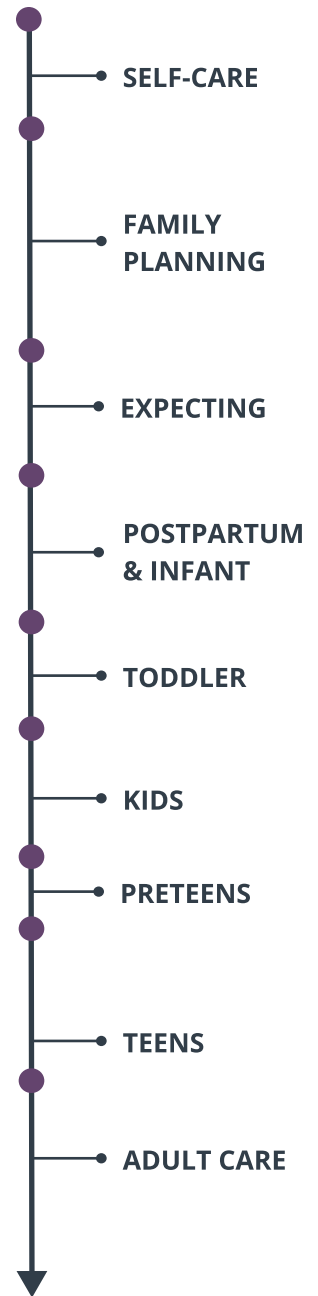 SELF-CARE
FAMILY
PLANNING
EXPECTING
POSTPARTUM
& INFANT
TODDLER
KIDS
PRETEENS
TEENS
ADULT CARE